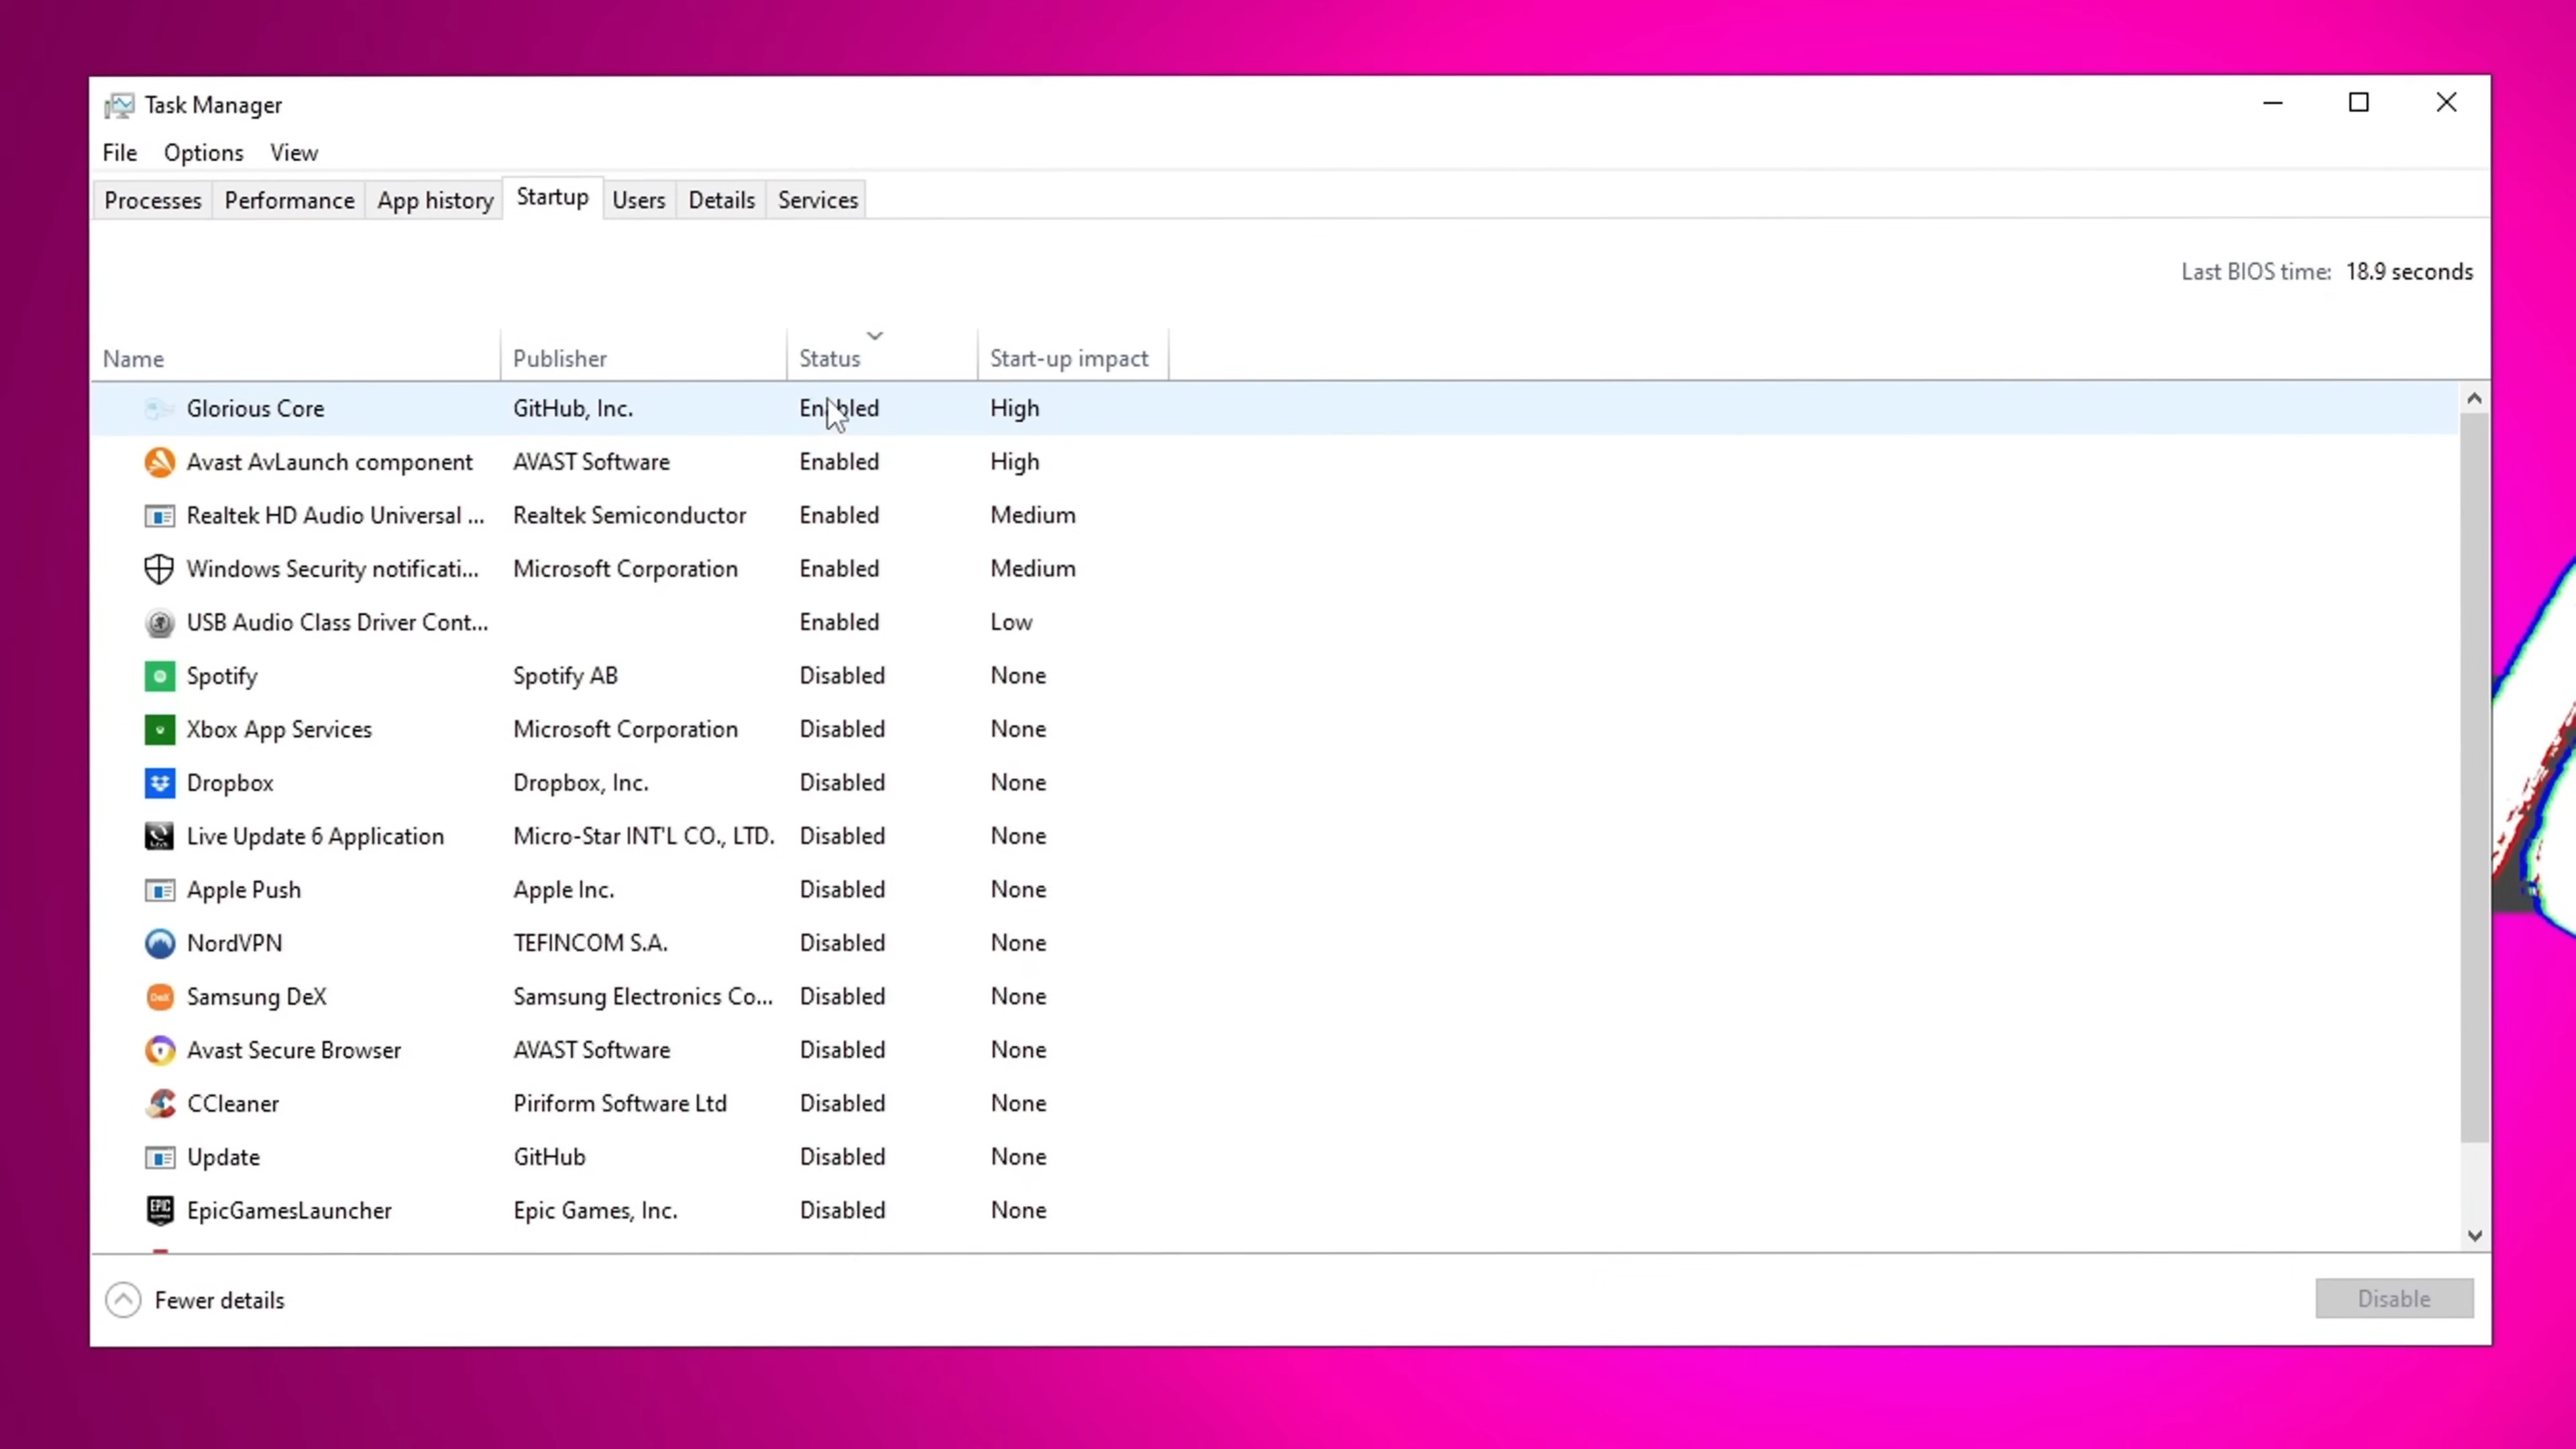 Task Manager
File Options View
Processes Performance App history Startup Users Details Services
Last BIOS time: 18.9 seconds
Name Publisher Status Start-up impact
Glorious Core GitHub, Inc. Enabled High
Avast AvLaunch component AVAST Software Enabled High
Realtek HD Audio Universal ... Realtek Semiconductor Enabled Medium
Windows Security notificati... Microsoft Corporation Enabled Medium
USB Audio Class Driver Cont... Enabled Low
Spotify Spotify AB Disabled None
Xbox App Services Microsoft Corporation Disabled None
Dropbox Dropbox, Inc. Disabled None
Live Update 6 Application Micro-Star INT'L CO., LTD. Disabled None
Apple Push Apple Inc. Disabled None
NordVPN TEFINCOM S.A. Disabled None
Samsung DeX Samsung Electronics Co... Disabled None
Avast Secure Browser AVAST Software Disabled None
CCleaner Piriform Software Ltd Disabled None
Update GitHub Disabled None
EpicGamesLauncher Epic Games, Inc. Disabled None
Fewer details Disable